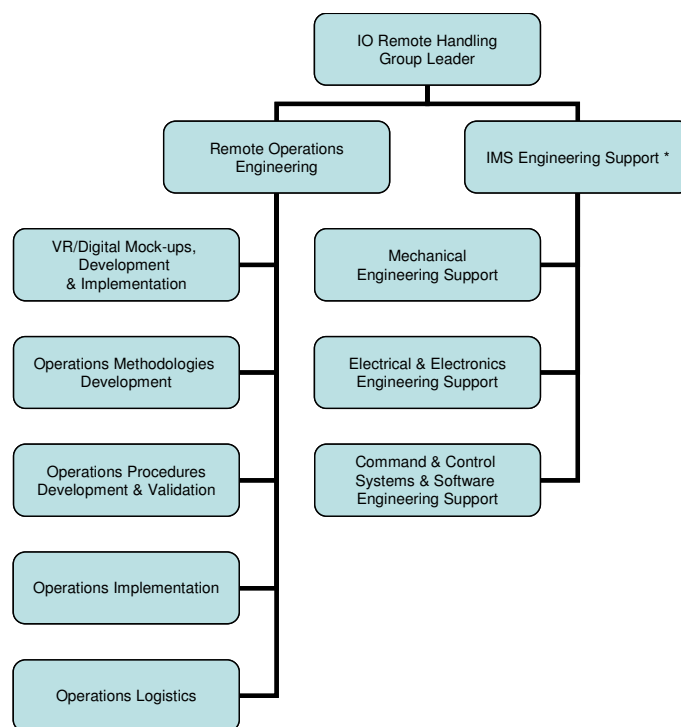 IO Remote Handling
Group Leader
Remote Operations
Engineering
IMS Engineering Support *
VR/Digital Mock-ups,
Development
& Implementation
Mechanical
Engineering Support
Operations Methodologies
Development
Electrical & Electronics
Engineering Support
Operations Procedures
Development & Validation
Command & Control
Systems & Software
Engineering Support
Operations Implementation
Operations Logistics